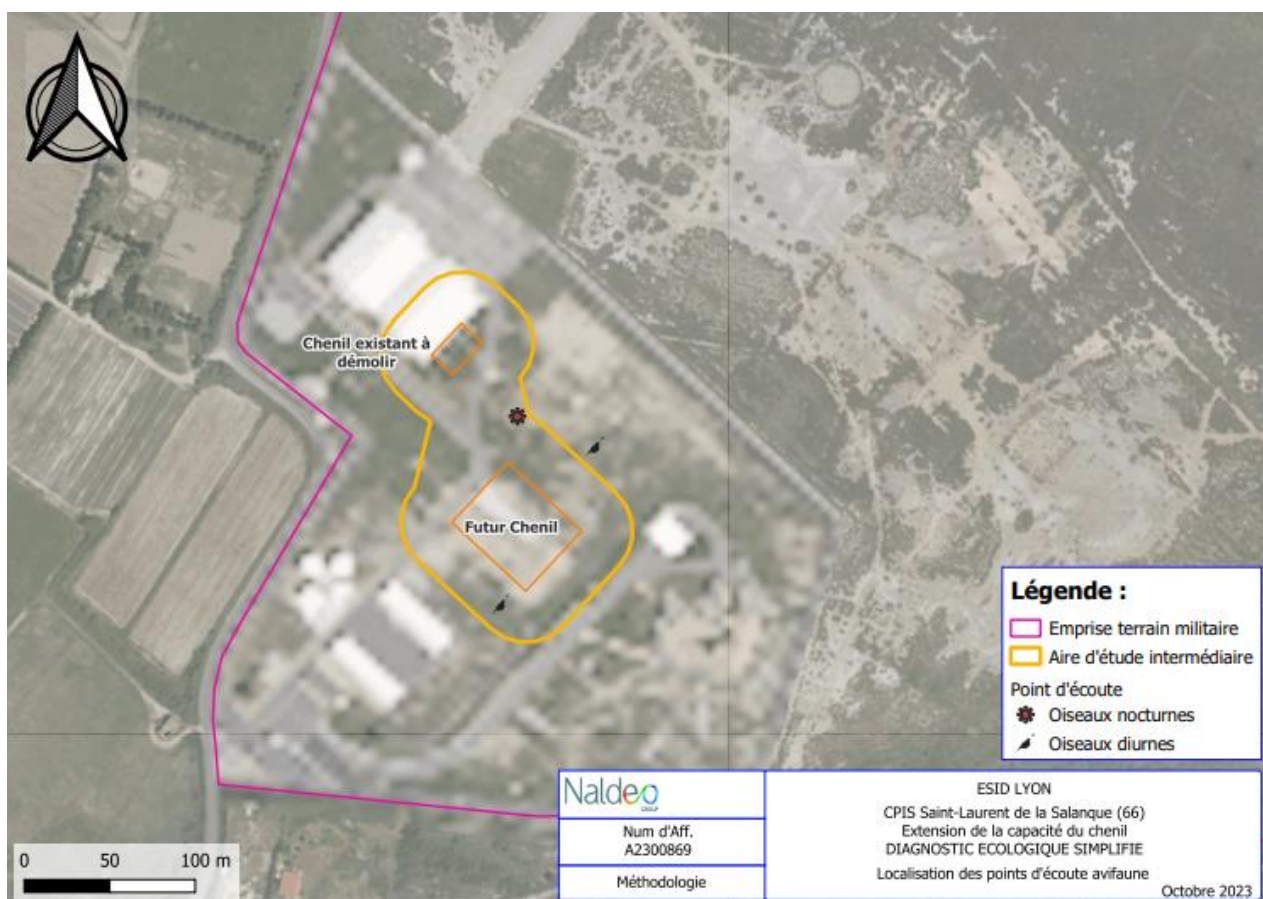 Chenil existant à
démolir
Futur Chenil
Légende :
Emprise terrain militaire
Aire d'étude intermédiaire
Point d'écoute
Oiseaux nocturnes
Oiseaux diurnes
Naldeo
GROUP
Num d'Aff.
A2300869
Méthodologie
ESID LYON
CPIS Saint-Laurent de la Salanque (66)
Extension de la capacité du chenil
DIAGNOSTIC ECOLOGIQUE SIMPLIFIE
Localisation des points d'écoute avifaune
Octobre 2023
0 50 100 m